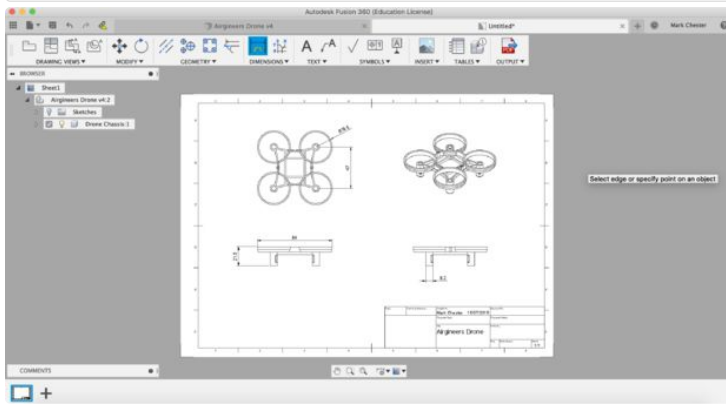 Autodesk Fusion 360 (Education License)
Airgineers Drone v4
Untitled*
Mark Chester
DRAWING VIEWS
MODIFY
GEOMETRY
DIMENSIONS
TEXT
SYMBOLS
INSERT
TABLES
OUTPUT
BROWSER
Sheet1
Airgineers Drone v4:2
Sketches
Drone Chassis:1
Select edge or specify point on an object
Airgineers Drone
COMMENTS